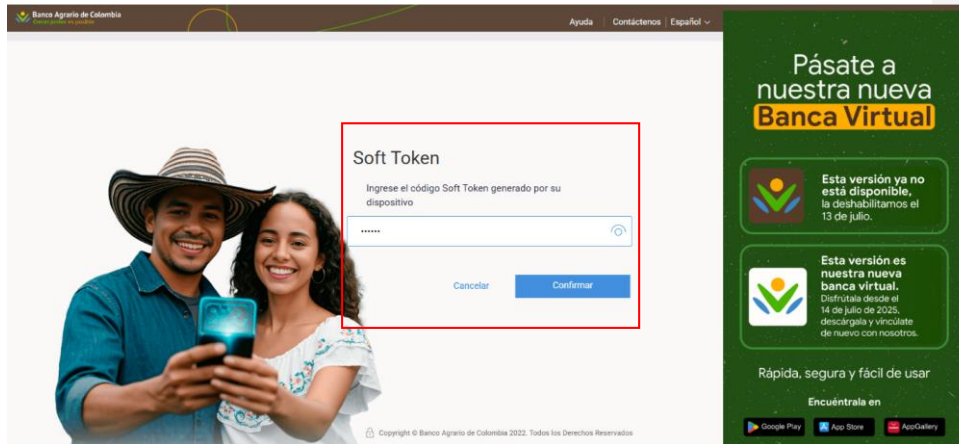 Banco Agrario de Colombia
Ayuda
Contáctenos
Español
Soft Token
Ingrese el código Soft Token generado por su
dispositivo
••••••
Cancelar
Confirmar
Copyright © Banco Agrario de Colombia 2022. Todos los Derechos Reservados
Pásate a
nuestra nueva
Banca Virtual
Esta versión ya no
está disponible,
la deshabilitamos el
13 de julio.
Esta versión es
nuestra nueva
banca virtual.
Disfrútala desde el
14 de julio de 2025,
descárgala y vincúlate
de nuevo con nosotros.
Rápida, segura y fácil de usar
Encuéntrala en
Google Play
App Store
AppGallery